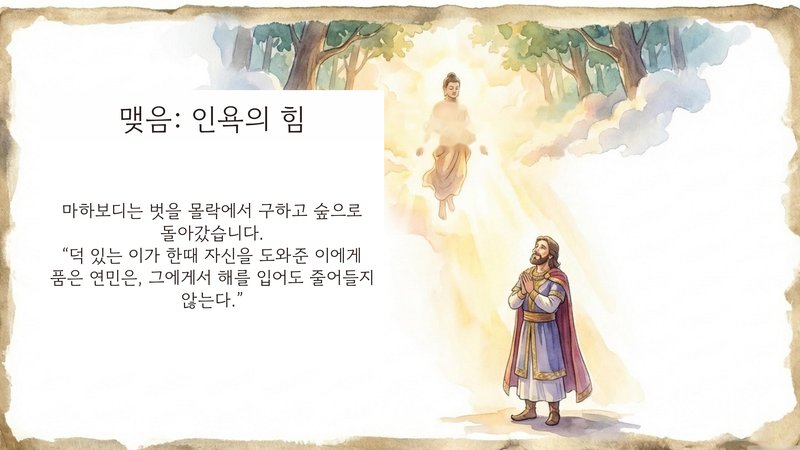 맺음: 인욕의 힘
마하보디는 벗을 몰락에서 구하고 숲으로
돌아갔습니다.
“덕 있는 이가 한때 자신을 도와준 이에게
품은 연민은, 그에게서 해를 입어도 줄어들지
않는다.”